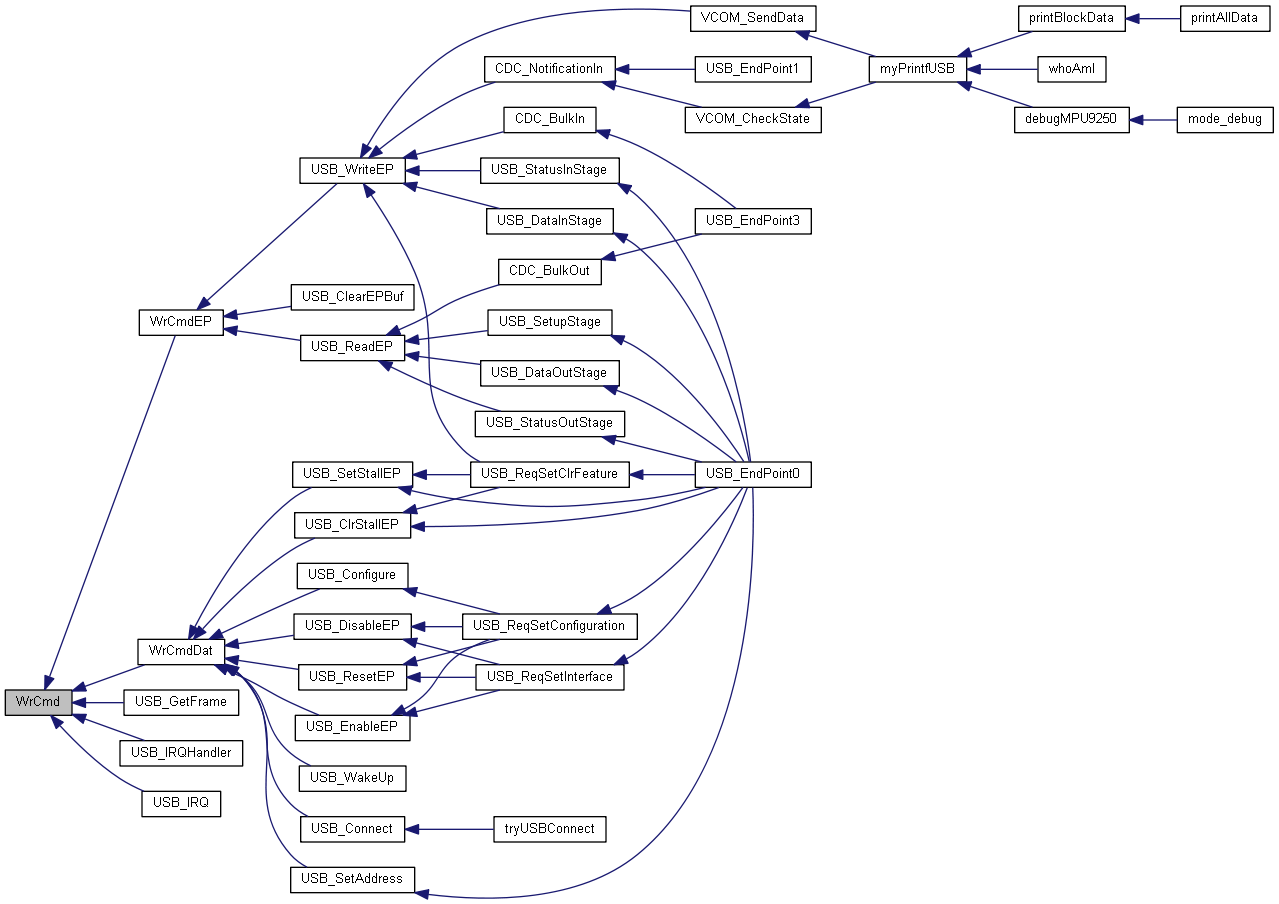 VCOM_SendData
printBlockData
printAllData
CDC_NotificationIn
USB_EndPoint1
myPrintfUSB
whoAmI
CDC_BulkIn
VCOM_CheckState
debugMPU9250
mode_debug
USB_WriteEP
USB_StatusInStage
USB_DataInStage
USB_EndPoint3
CDC_BulkOut
USB_ClearEPBuf
WrCmdEP
USB_SetupStage
USB_ReadEP
USB_DataOutStage
USB_StatusOutStage
USB_SetStallEP
USB_ReqSetClrFeature
USB_EndPoint0
USB_ClrStallEP
USB_Configure
USB_DisableEP
USB_ReqSetConfiguration
WrCmdDat
USB_ResetEP
USB_ReqSetInterface
WrCmd
USB_GetFrame
USB_EnableEP
USB_IRQHandler
USB_WakeUp
USB_IRQ
USB_Connect
tryUSBConnect
USB_SetAddress